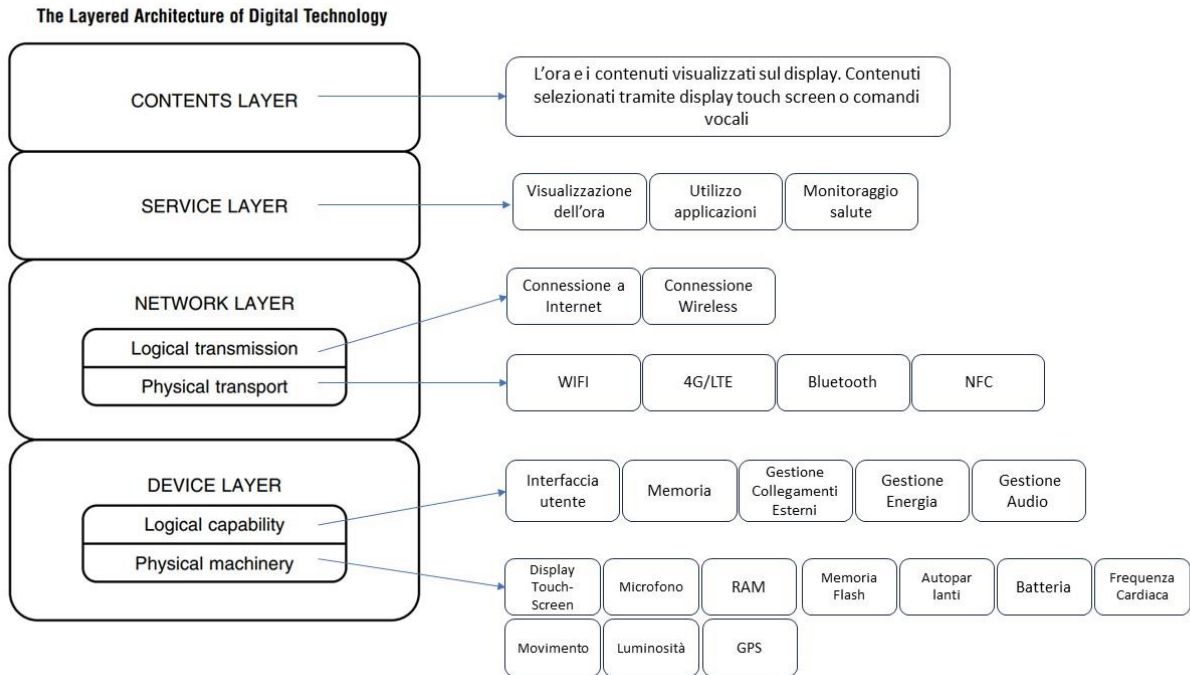 The Layered Architecture of Digital Technology
CONTENTS LAYER
L'ora e i contenuti visualizzati sul display. Contenuti
selezionati tramite display touch screen o comandi
vocali
SERVICE LAYER
Visualizzazione
dell'ora
Utilizzo
applicazioni
Monitoraggio
salute
NETWORK LAYER
Logical transmission
Physical transport
Connessione a
Internet
Connessione
Wireless
WIFI
4G/LTE
Bluetooth
NFC
DEVICE LAYER
Logical capability
Physical machinery
Interfaccia
utente
Memoria
Gestione
Collegamenti
Esterni
Gestione
Energia
Gestione
Audio
Display
Touch-
Screen
Microfono
RAM
Memoria
Flash
Autopar
lanti
Batteria
Frequenza
Cardiaca
Movimento
Luminosità
GPS